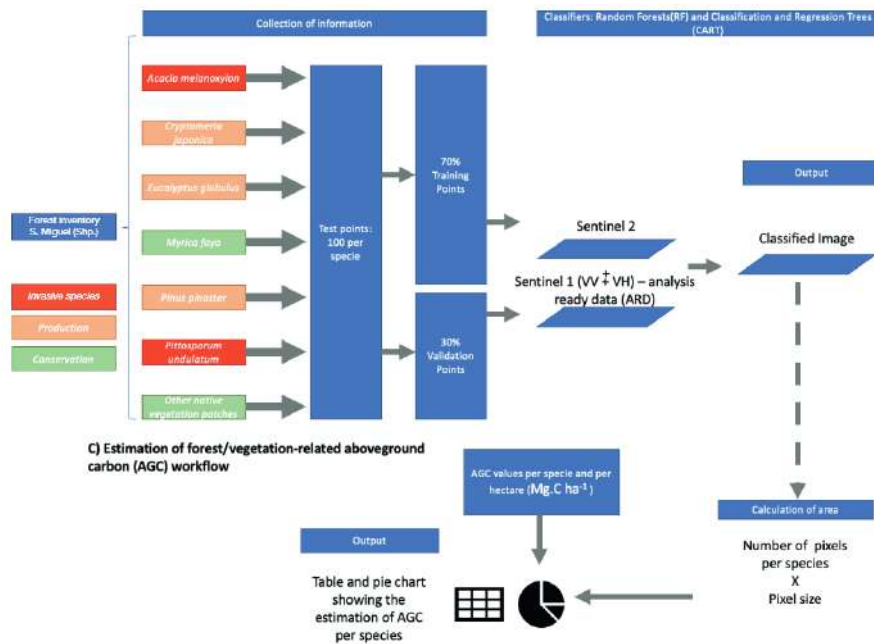 Collection of information
Classifiers: Random Forests(RF) and Classification and Regression Trees
(CART)
Acacia melanoxylon
Cryptomeria
japonica
Eucalyptus globulus
Myrica faya
Pinus pinaster
Pittosporum
undulatum
Other native
vegetation patches
Forest Inventory
S. Miguel (Shp.)
Invasive species
Production
Conservation
Test points:
100 per
specie
70%
Training
Points
30%
Validation
Points
Sentinel 2
Sentinel 1 (VV + VH) – analysis
ready data (ARD)
Output
Classified Image
C) Estimation of forest/vegetation-related aboveground
carbon (AGC) workflow
AGC values per specie and per
hectare (Mg.C ha⁻¹)
Calculation of area
Number of pixels
per species
X
Pixel size
Output
Table and pie chart
showing the
estimation of AGC
per species